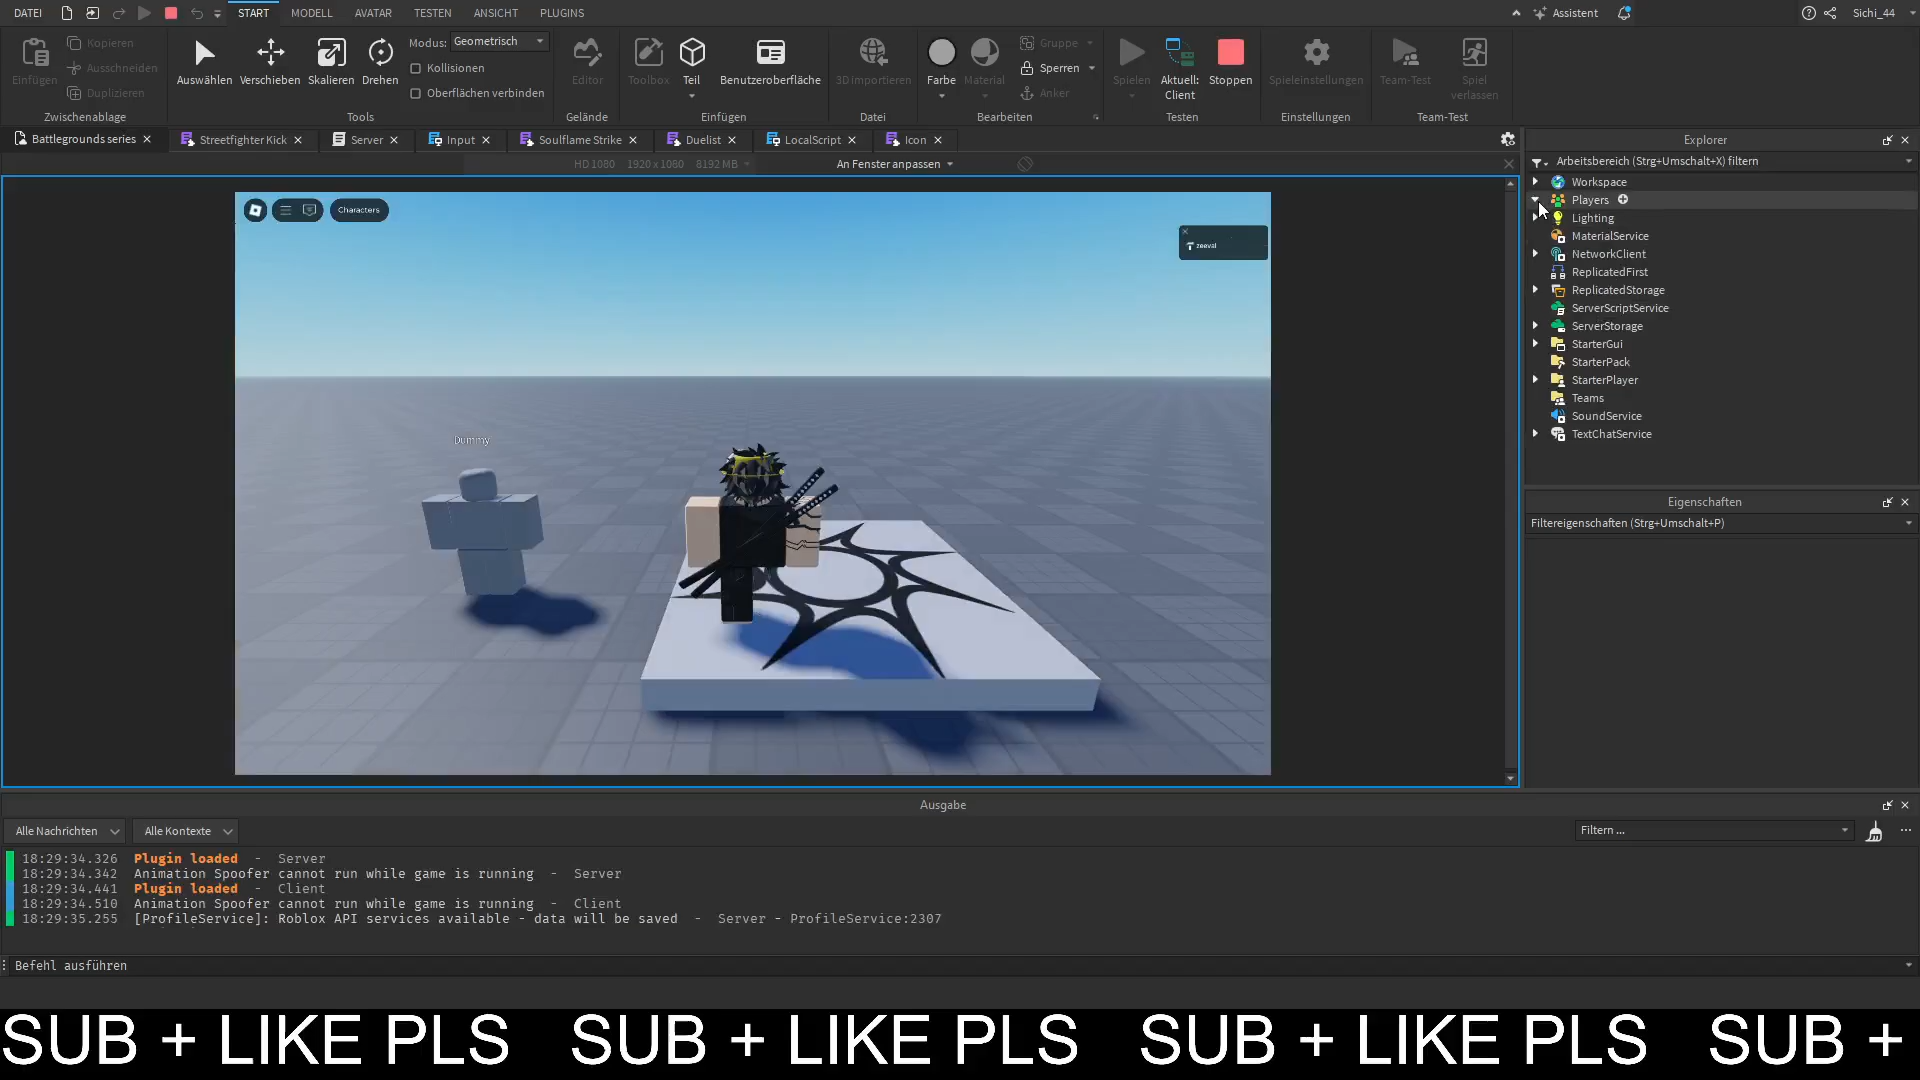 DATEI START MODELL AVATAR TESTEN ANSICHT PLUGINS Assistent Sichi_44
Einfügen Kopieren Ausschneiden Duplizieren
Zwischenablage
Auswählen Verschieben Skalieren Drehen
Modus: Geometrisch
Kollisionen
Oberflächen verbinden
Tools
Editor
Gelände
Toolbox Teil Benutzeroberfläche
Einfügen
3D Importieren
Datei
Farbe Material Gruppe
Sperren
Anker
Bearbeiten
Spielen Aktuell: Client Stoppen
Testen
Spieleinstellungen
Einstellungen
Team-Test Spiel verlassen
Team-Test
Battlegrounds series Streetfighter Kick Server Input Soulflame Strike Duelist LocalScript Icon
HD 1080 1920 x 1080 8192 MB An Fenster anpassen
Characters
zeeval
Dummy
Explorer
Arbeitsbereich (Strg+Umschalt+X) filtern
Workspace
Players
Lighting
MaterialService
NetworkClient
ReplicatedFirst
ReplicatedStorage
ServerScriptService
ServerStorage
StarterGui
StarterPack
StarterPlayer
Teams
SoundService
TextChatService
Eigenschaften
Filtereigenschaften (Strg+Umschalt+P)
Ausgabe
Alle Nachrichten Alle Kontexte Filtern ...
18:29:34.326 Plugin loaded - Server
18:29:34.342 Animation Spoofer cannot run while game is running - Server
18:29:34.441 Plugin loaded - Client
18:29:34.510 Animation Spoofer cannot run while game is running - Client
18:29:35.255 [ProfileService]: Roblox API services available - data will be saved - Server - ProfileService:2307
Befehl ausführen
SUB + LIKE PLS SUB + LIKE PLS SUB + LIKE PLS SUB +